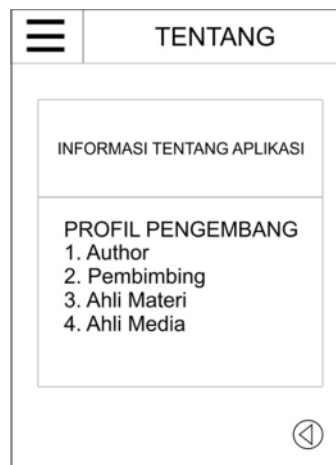 TENTANG
INFORMASI TENTANG APLIKASI
PROFIL PENGEMBANG
1. Author
2. Pembimbing
3. Ahli Materi
4. Ahli Media